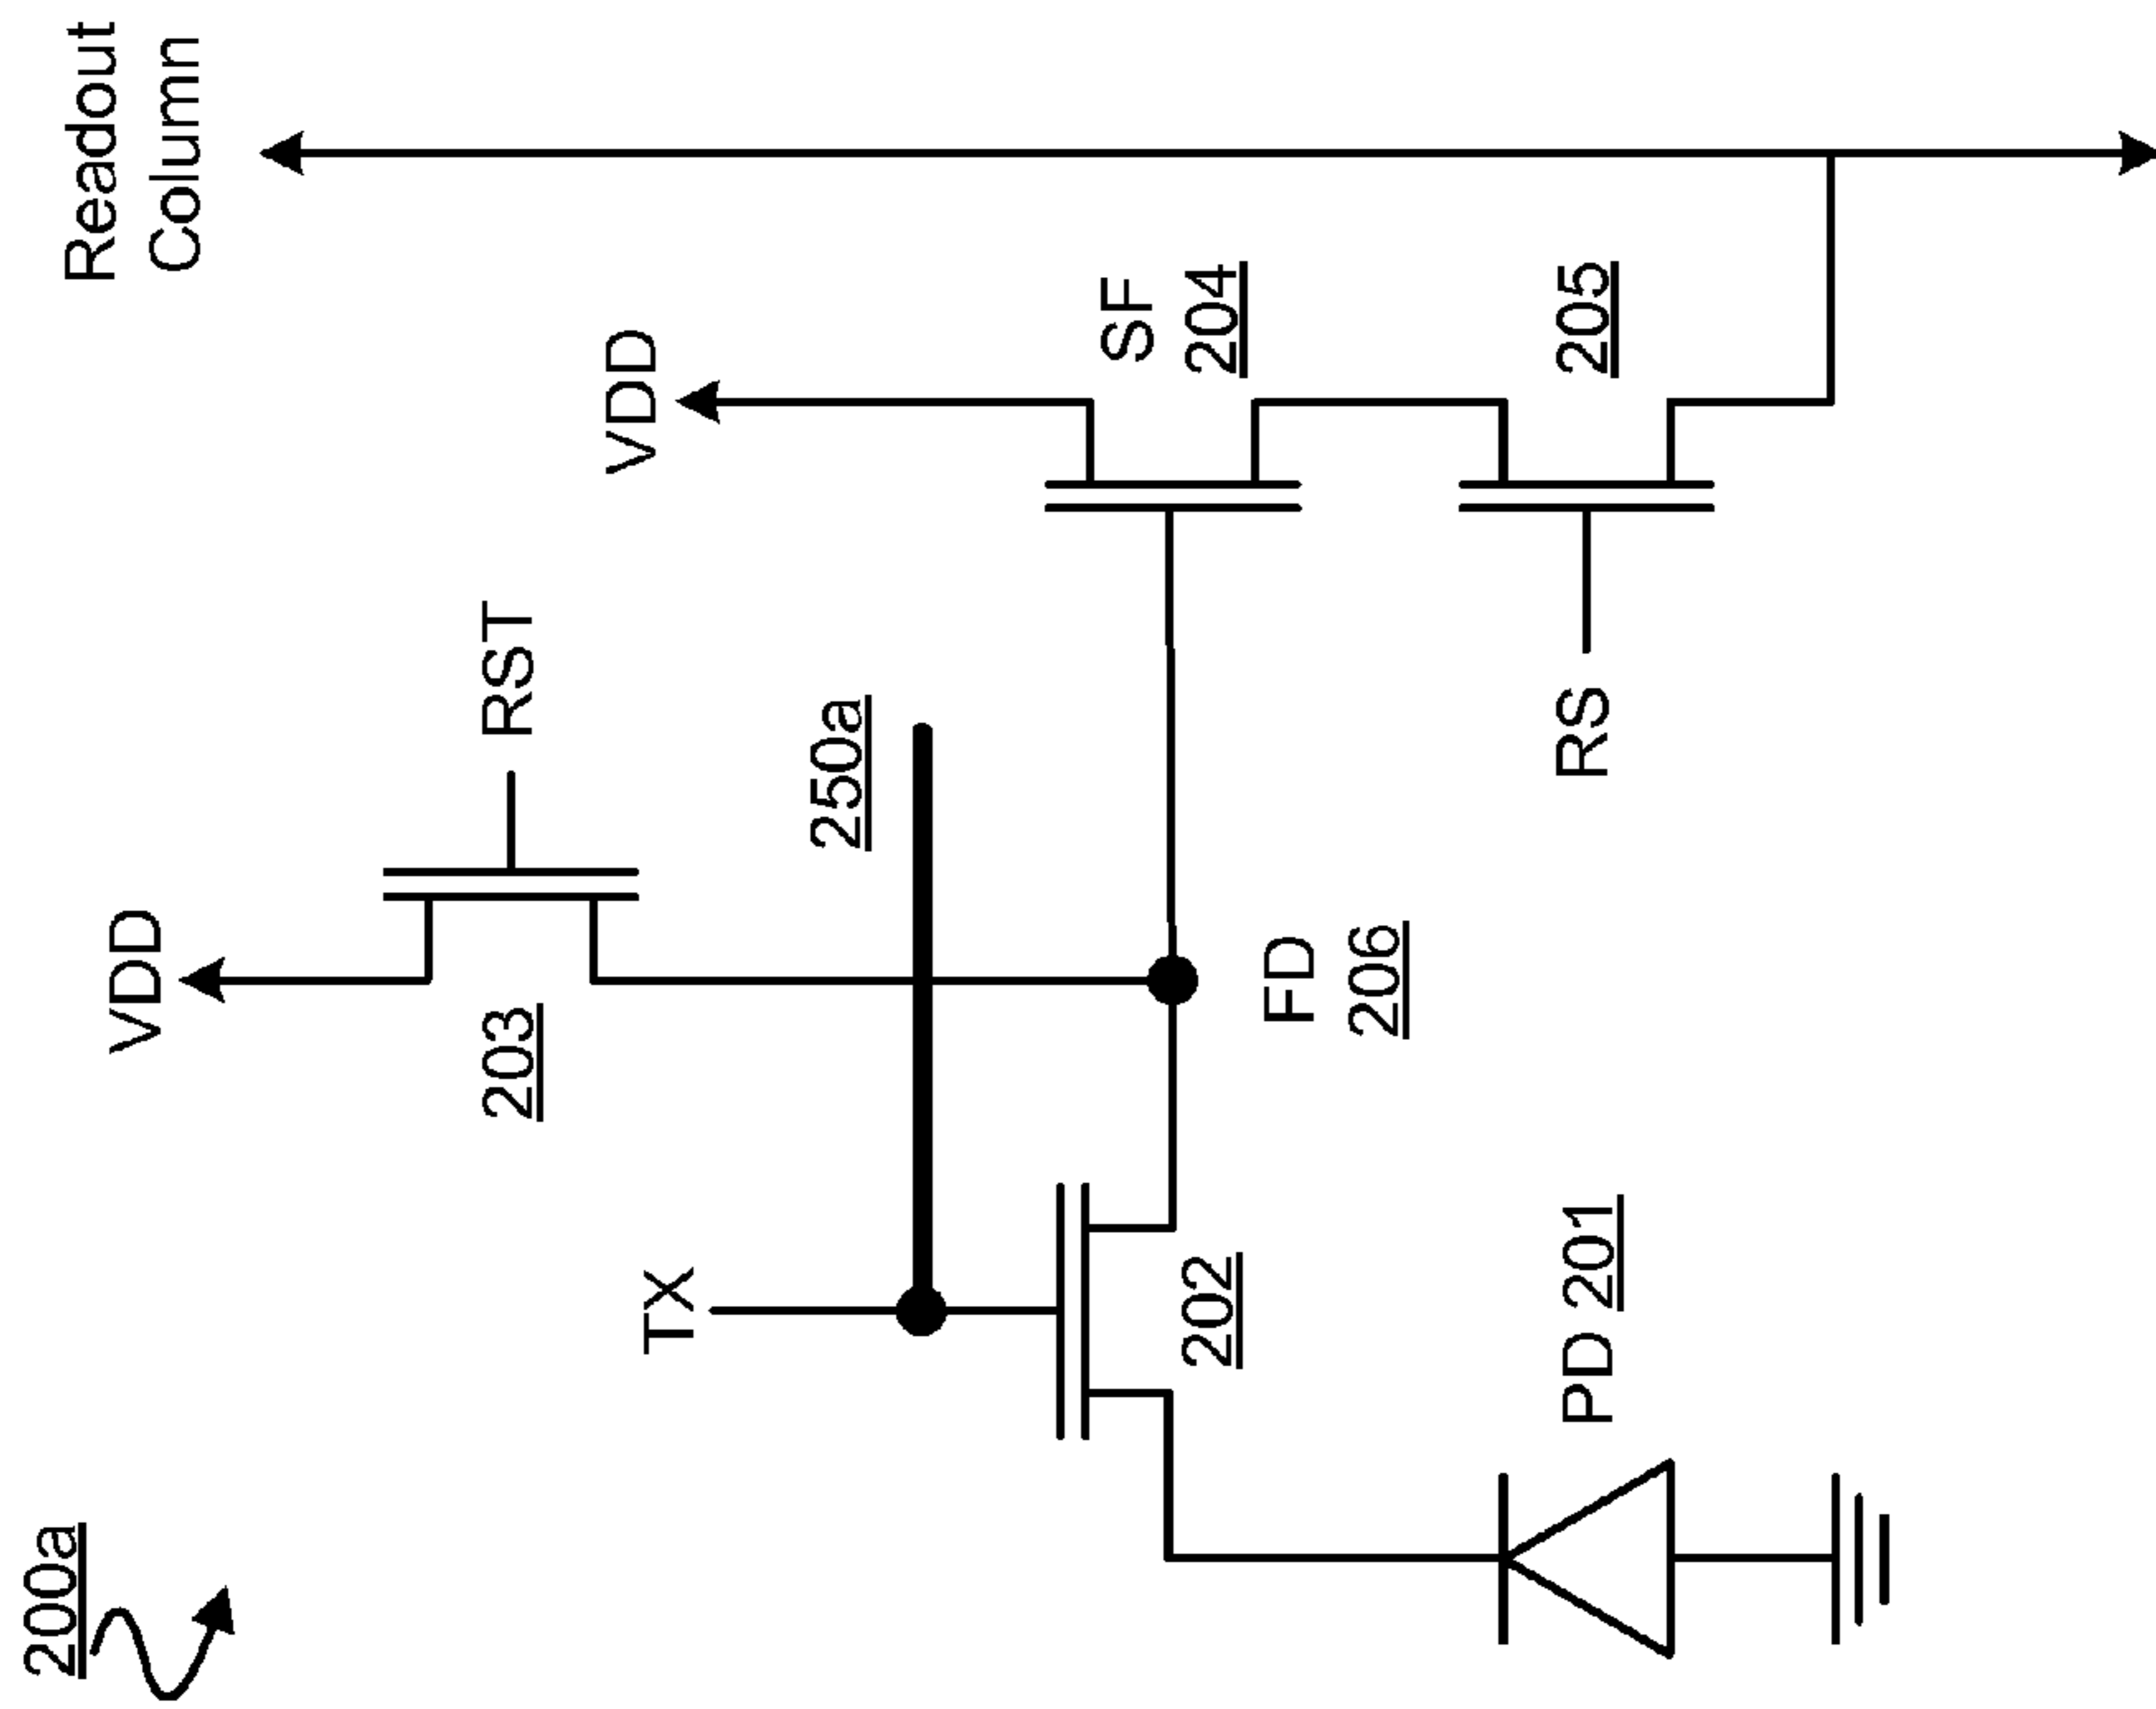 200a
VDD
203
RST
Readout
Column
VDD
TX
250a
SF
204
202
FD
206
RS
205
PD 201